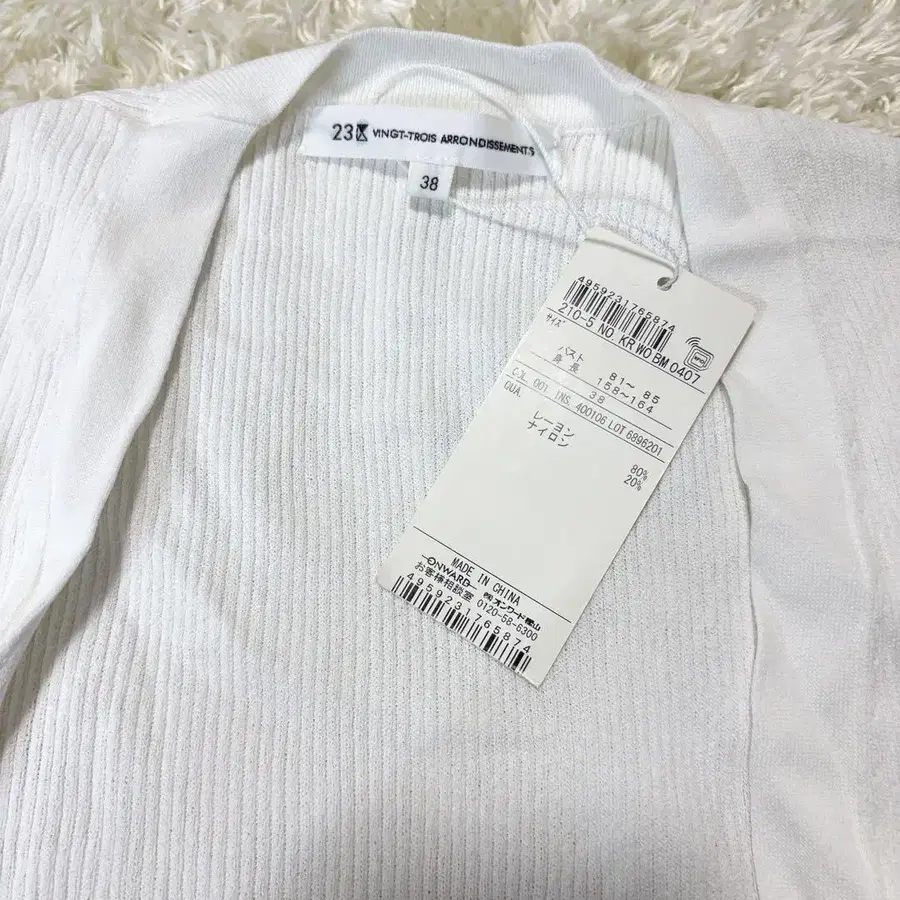 23区 VINGT-TROIS ARRONDISSEMENTS
38
4959231765874
210-5 NO. KRWOBM0407
サイズ
バスト 81~ 85
身長 158~164
38
COL. 001 INS. 400106 LOT 6896201
QUA.
レーヨン 80%
ナイロン 20%
MADE IN CHINA
ONWARD ㈱オンワード樫山
お客様相談室 0120-58-6300
4959231765874